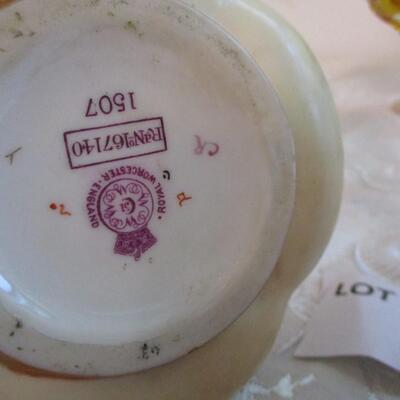 ROYAL WORCESTER · ENGLAND
RdNo167140
1507
CR
LOT